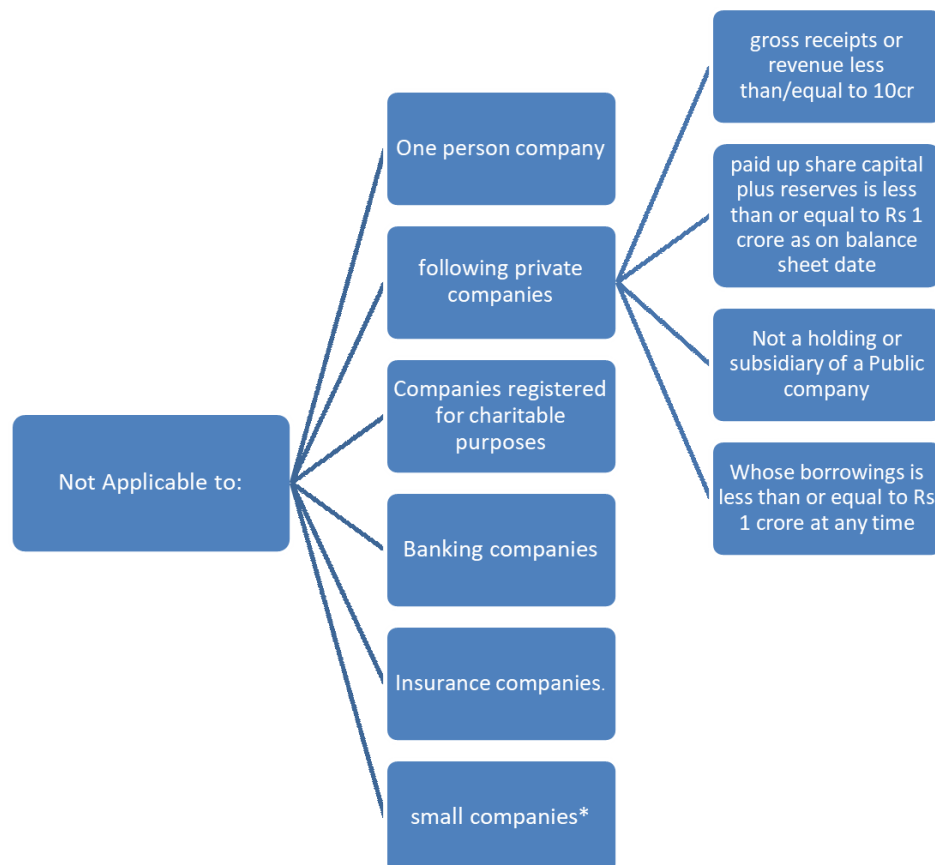 Not Applicable to:
One person company
following private
companies
gross receipts or
revenue less
than/equal to 10cr
paid up share capital
plus reserves is less
than or equal to Rs 1
crore as on balance
sheet date
Not a holding or
subsidiary of a Public
company
Whose borrowings is
less than or equal to Rs
1 crore at any time
Companies registered
for charitable
purposes
Banking companies
Insurance companies.
small companies*